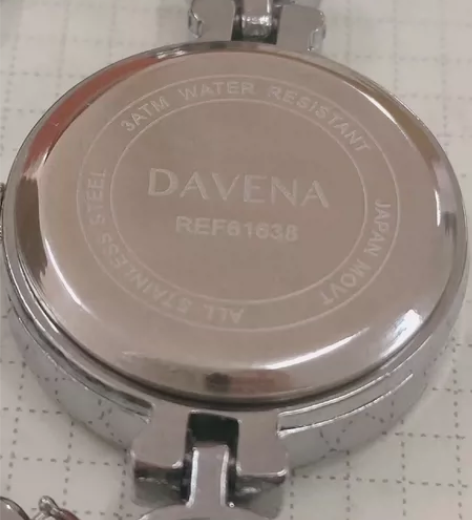 3ATM WATER RESISTANT
DAVENA
REF61638
JAPAN MOVT
ALL STAINLESS STEEL